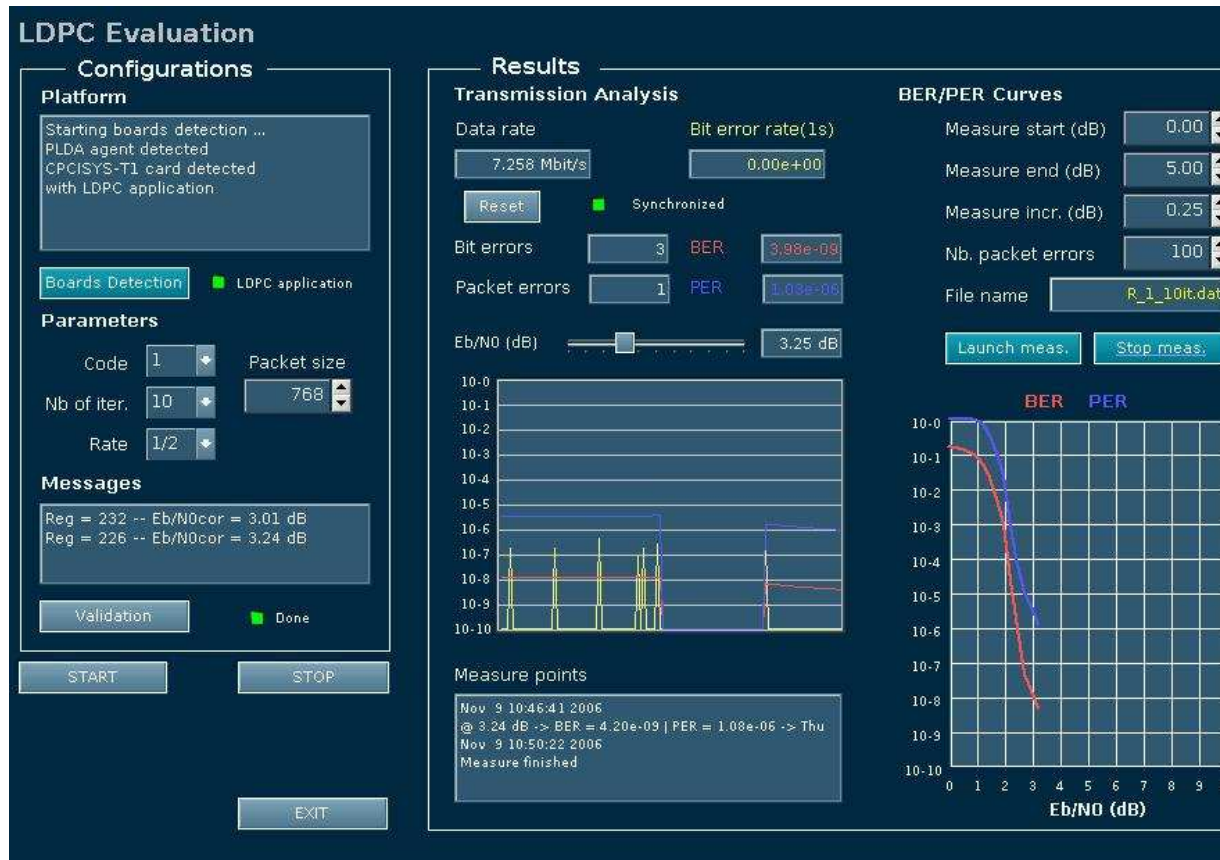 LDPC Evaluation
Configurations
Platform
Starting boards detection ...
PLDA agent detected
CPCISYS-T1 card detected
with LDPC application
Boards Detection
LDPC application
Parameters
Code 1
Packet size
768
Nb of iter. 10
Rate 1/2
Messages
Reg = 232 -- Eb/N0cor = 3.01 dB
Reg = 226 -- Eb/N0cor = 3.24 dB
Validation
Done
START
STOP
EXIT
Results
Transmission Analysis
Data rate
Bit error rate(1s)
7.258 Mbit/s
0.00e+00
Reset
Synchronized
Bit errors 3 BER 3.98e-09
Packet errors 1 PER 1.08e-06
Eb/N0 (dB) 3.25 dB
10-0
10-1
10-2
10-3
10-4
10-5
10-6
10-7
10-8
10-9
10-10
Measure points
Nov 9 10:46:41 2006
@ 3.24 dB -> BER = 4.20e-09 | PER = 1.08e-06 -> Thu
Nov 9 10:50:22 2006
Measure finished
BER/PER Curves
Measure start (dB) 0.00
Measure end (dB) 5.00
Measure incr. (dB) 0.25
Nb. packet errors 100
File name R_1_10it.dat
Launch meas.
Stop meas.
BER PER
10-0
10-1
10-2
10-3
10-4
10-5
10-6
10-7
10-8
10-9
10-10
0 1 2 3 4 5 6 7 8 9
Eb/N0 (dB)